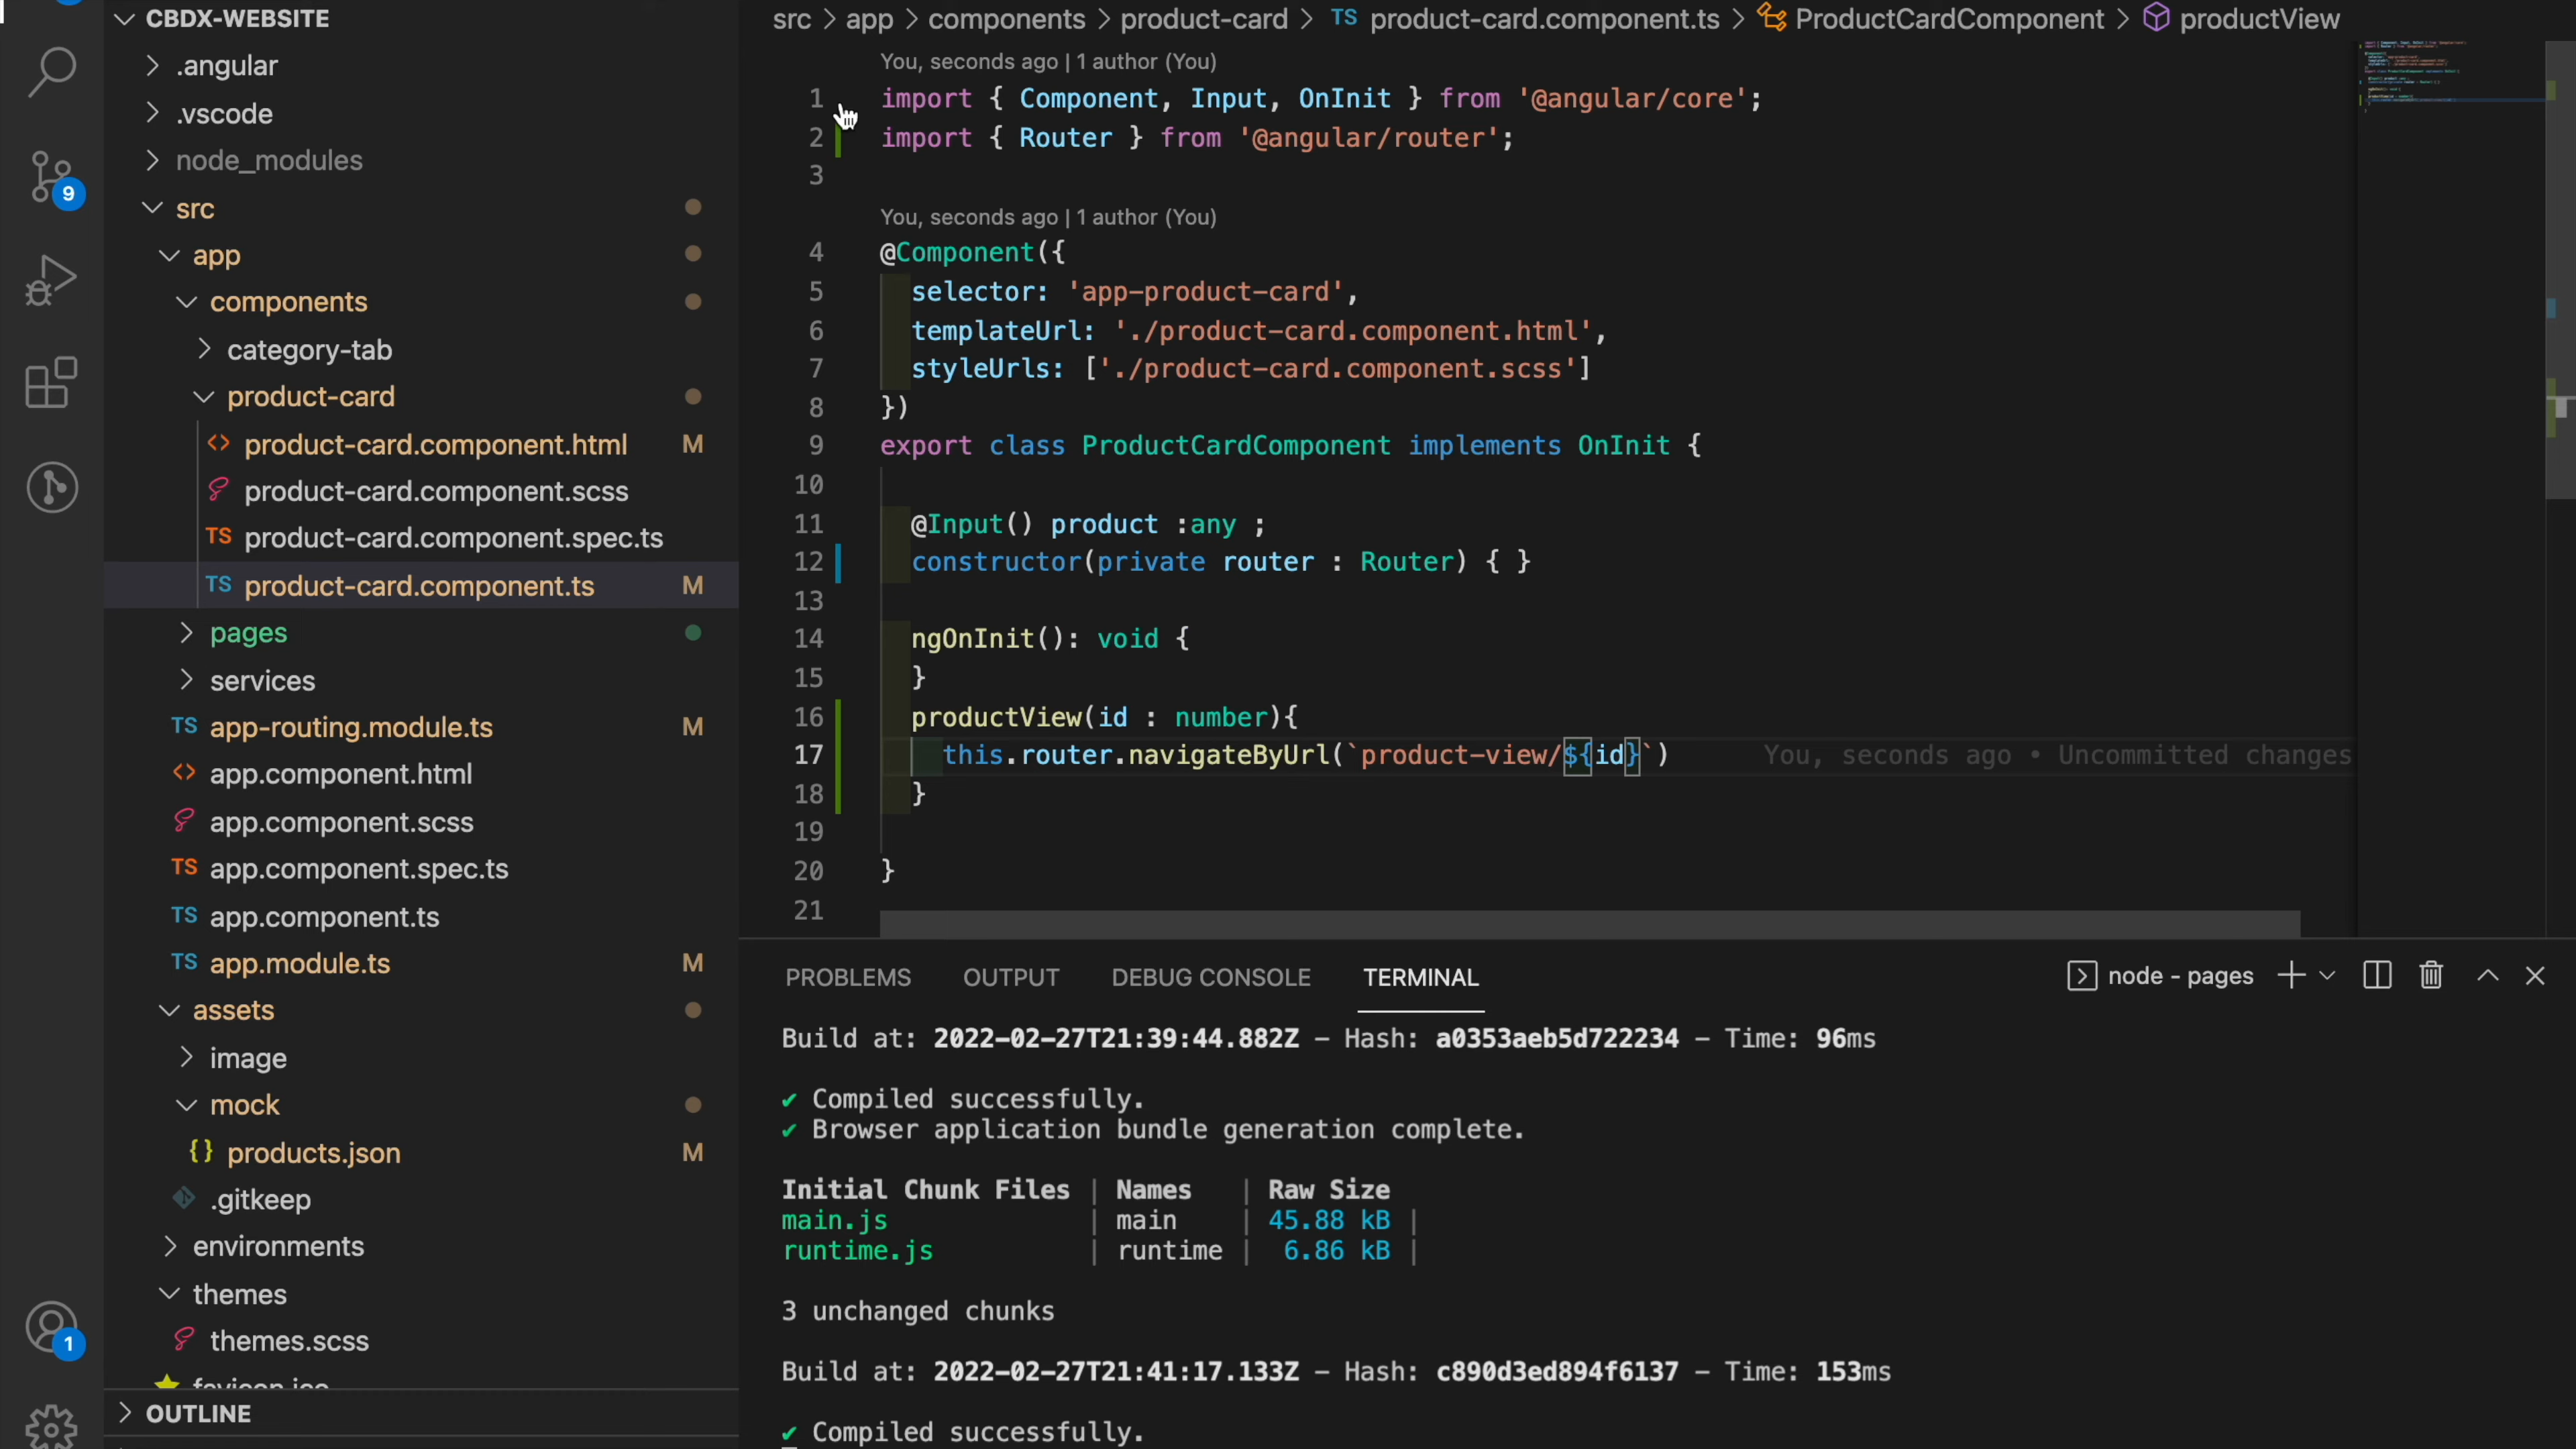 CBDX-WEBSITE
.angular
.vscode
node_modules
src
app
components
category-tab
product-card
product-card.component.html M
product-card.component.scss
product-card.component.spec.ts
product-card.component.ts M
pages
services
app-routing.module.ts M
app.component.html
app.component.scss
app.component.spec.ts
app.component.ts
app.module.ts M
assets
image
mock
products.json M
.gitkeep
environments
themes
themes.scss
favicon.ico
OUTLINE
9
1
src > app > components > product-card > TS product-card.component.ts > ProductCardComponent > productView
You, seconds ago | 1 author (You)
1 import { Component, Input, OnInit } from '@angular/core';
2 import { Router } from '@angular/router';
3
You, seconds ago | 1 author (You)
4 @Component({
5 selector: 'app-product-card',
6 templateUrl: './product-card.component.html',
7 styleUrls: ['./product-card.component.scss']
8 })
9 export class ProductCardComponent implements OnInit {
10
11 @Input() product :any ;
12 constructor(private router : Router) { }
13
14 ngOnInit(): void {
15 }
16 productView(id : number){
17 this.router.navigateByUrl(`product-view/${id}`) You, seconds ago • Uncommitted changes
18 }
19
20 }
21
PROBLEMS OUTPUT DEBUG CONSOLE TERMINAL node - pages
Build at: 2022-02-27T21:39:44.882Z - Hash: a0353aeb5d722234 - Time: 96ms
✔ Compiled successfully.
✔ Browser application bundle generation complete.
Initial Chunk Files | Names | Raw Size
main.js | main | 45.88 kB |
runtime.js | runtime | 6.86 kB |
3 unchanged chunks
Build at: 2022-02-27T21:41:17.133Z - Hash: c890d3ed894f6137 - Time: 153ms
✔ Compiled successfully.